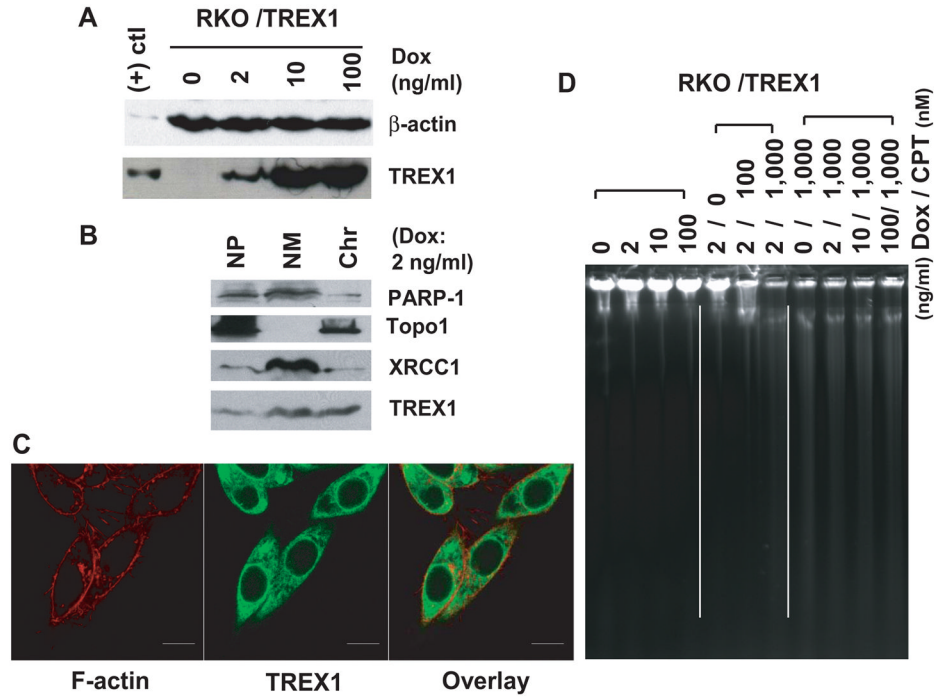 A
RKO /TREX1
(+) ctl
0
2
10
100
Dox
(ng/ml)
β-actin
TREX1
B
NP
NM
Chr
(Dox:
2 ng/ml)
PARP-1
Topo1
XRCC1
TREX1
C
F-actin
TREX1
Overlay
D
RKO /TREX1
0
2
10
100
2 / 0
2 / 100
2 / 1,000
0 / 1,000
2 / 1,000
10 / 1,000
100/ 1,000
(ng/ml) Dox / CPT (nM)